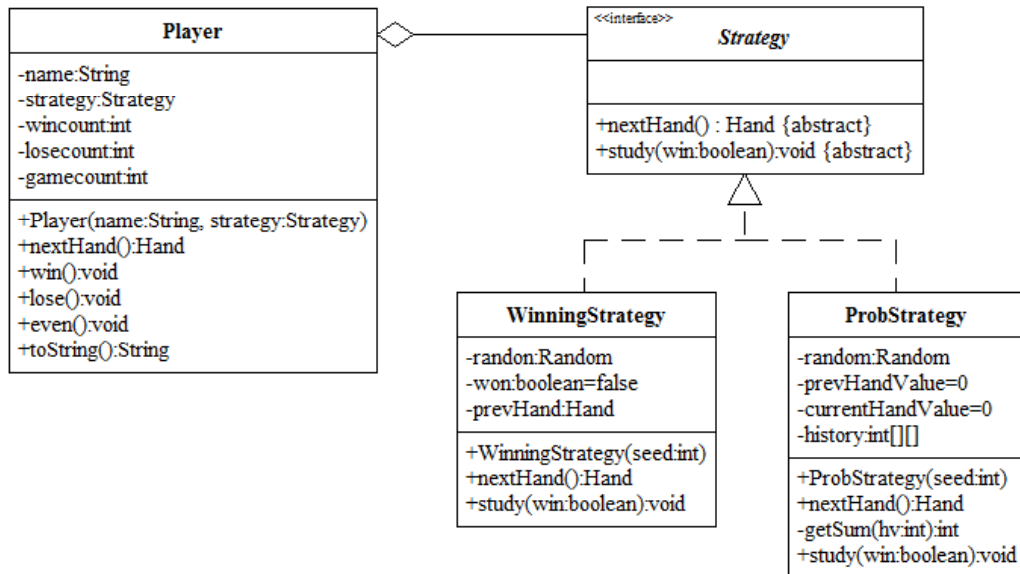 Player
-name:String
-strategy:Strategy
-wincount:int
-losecount:int
-gamecount:int
+Player(name:String, strategy:Strategy)
+nextHand():Hand
+win():void
+lose():void
+even():void
+toString():String
<<interface>>
Strategy
+nextHand() : Hand {abstract}
+study(win:boolean):void {abstract}
WinningStrategy
-randon:Random
-won:boolean=false
-prevHand:Hand
+WinningStrategy(seed:int)
+nextHand():Hand
+study(win:boolean):void
ProbStrategy
-random:Random
-prevHandValue=0
-currentHandValue=0
-history:int[][]
+ProbStrategy(seed:int)
+nextHand():Hand
-getSum(hv:int):int
+study(win:boolean):void